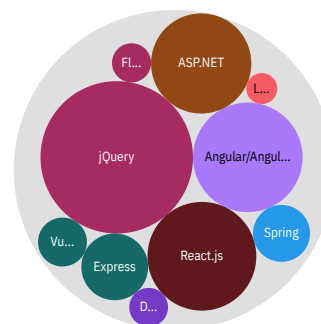 ASP.NET
Fl...
L...
jQuery
Angular/Angul...
Spring
Vu...
React.js
Express
D...